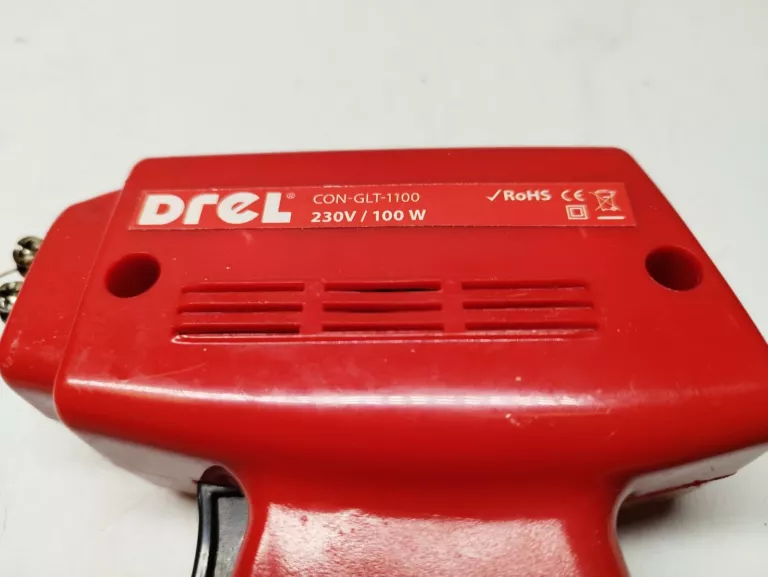 Drel® CON-GLT-1100
230V / 100 W
✓RoHS CE